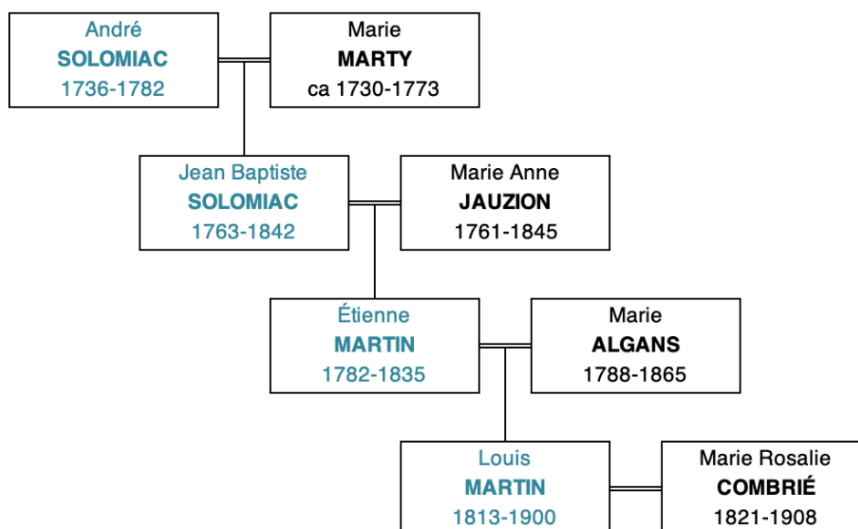 André
SOLOMIAC
1736-1782
Marie
MARTY
ca 1730-1773
Jean Baptiste
SOLOMIAC
1763-1842
Marie Anne
JAUZION
1761-1845
Étienne
MARTIN
1782-1835
Marie
ALGANS
1788-1865
Louis
MARTIN
1813-1900
Marie Rosalie
COMBRIÉ
1821-1908